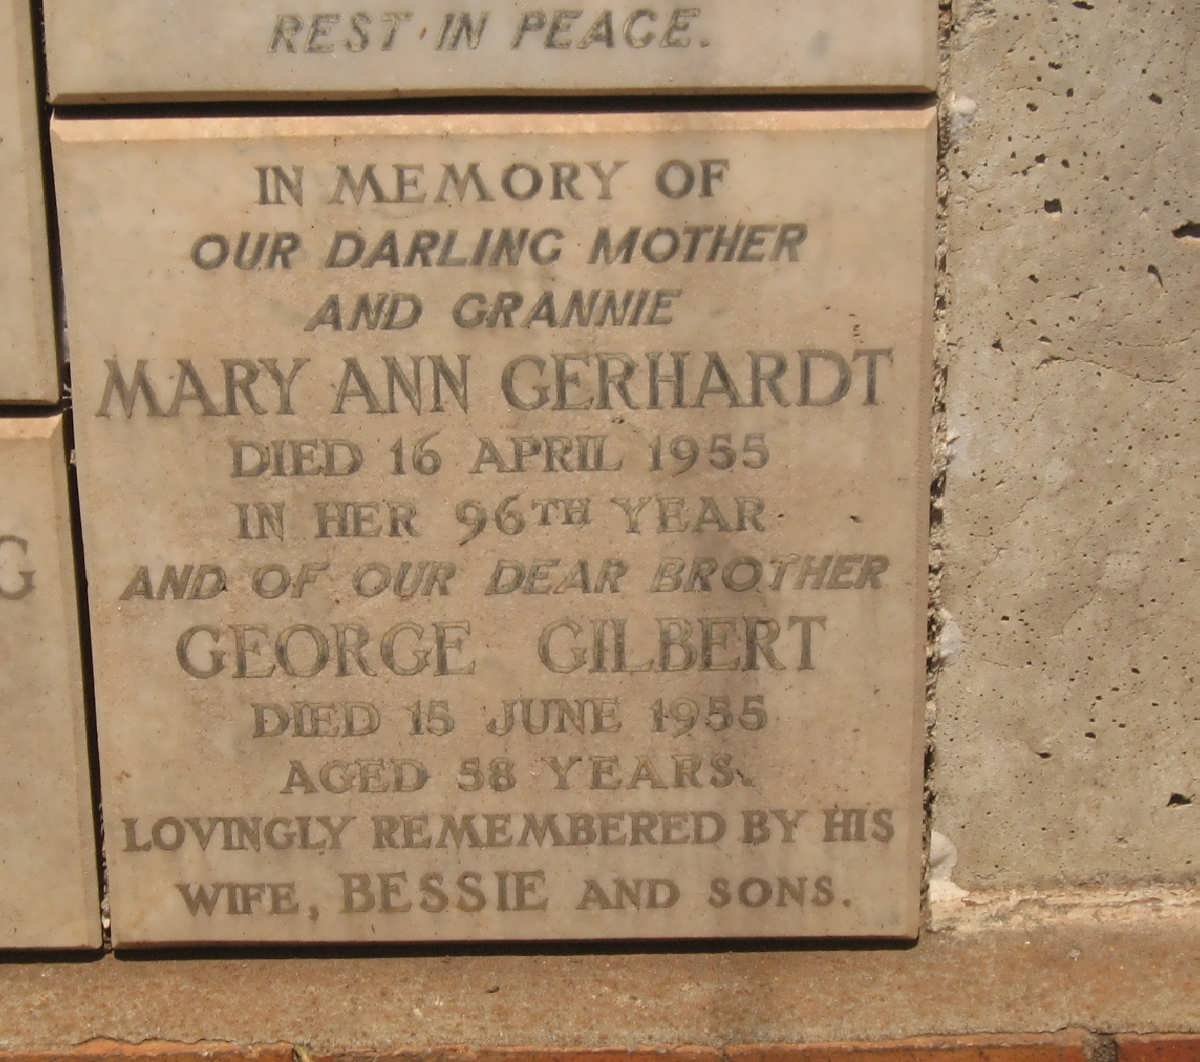 REST IN PEACE.
IN MEMORY OF
OUR DARLING MOTHER
AND GRANNIE
MARY ANN GERHARDT
DIED 16 APRIL 1955
IN HER 96TH YEAR
AND OF OUR DEAR BROTHER
GEORGE GILBERT
DIED 15 JUNE 1955
AGED 58 YEARS.
LOVINGLY REMEMBERED BY HIS
WIFE, BESSIE AND SONS.
G